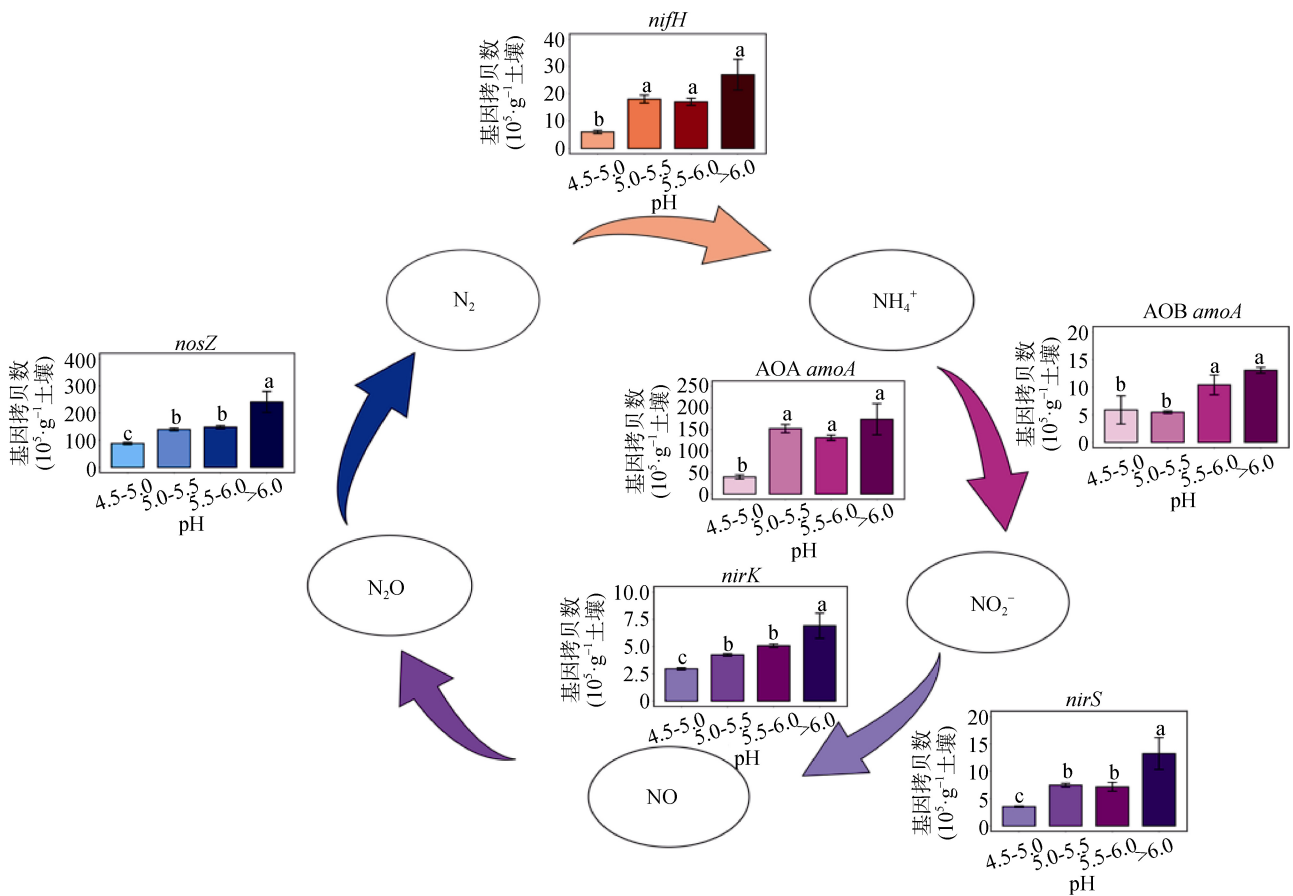 nifH
40
30
20
10
0
基因拷贝数
(10⁵·g⁻¹土壤)
b
a
a
a
4.5-5.0
5.0-5.5
5.5-6.0
>6.0
pH
N₂
NH₄⁺
nosZ
400
300
200
100
0
基因拷贝数
(10⁵·g⁻¹土壤)
c
b
b
a
4.5-5.0
5.0-5.5
5.5-6.0
>6.0
pH
AOA amoA
250
200
150
100
50
0
基因拷贝数
(10⁵·g⁻¹土壤)
b
a
a
a
4.5-5.0
5.0-5.5
5.5-6.0
>6.0
pH
AOB amoA
20
15
10
5
0
基因拷贝数
(10⁵·g⁻¹土壤)
b
b
a
a
4.5-5.0
5.0-5.5
5.5-6.0
>6.0
pH
N₂O
NO₂⁻
nirK
10.0
7.5
5.0
2.5
0
基因拷贝数
(10⁵·g⁻¹土壤)
c
b
b
a
4.5-5.0
5.0-5.5
5.5-6.0
>6.0
pH
NO
nirS
20
15
10
5
0
基因拷贝数
(10⁵·g⁻¹土壤)
c
b
b
a
4.5-5.0
5.0-5.5
5.5-6.0
>6.0
pH